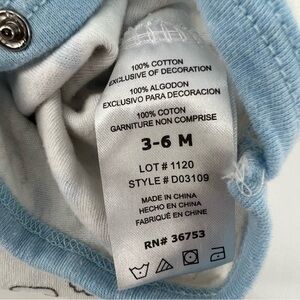 100% COTTON
EXCLUSIVE OF DECORATION
100% ALGODON
EXCLUSIVO PARA DECORACION
100% COTON
GARNITURE NON COMPRISE
3-6 M
LOT # 1120
STYLE # D03109
MADE IN CHINA
HECHO EN CHINA
FABRIQUÉ EN CHINE
RN# 36753